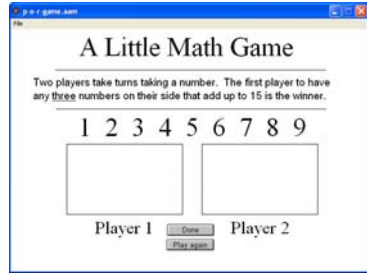 p-o-r-game.aam
File
A Little Math Game
Two players take turns taking a number. The first player to have
any three numbers on their side that add up to 15 is the winner.
1 2 3 4 5 6 7 8 9
Player 1 Done Player 2
Play again